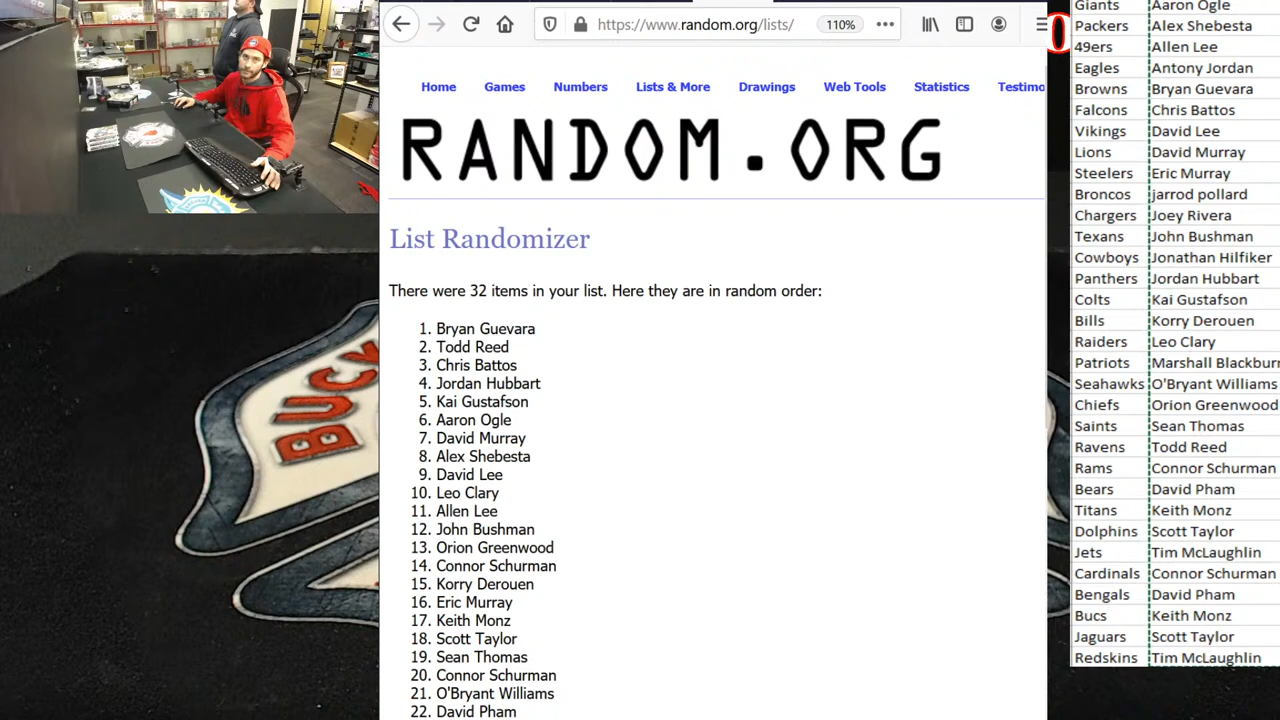 https://www.random.org/lists/
110%
Home
Games
Numbers
Lists & More
Drawings
Web Tools
Statistics
Testimo
RANDOM.ORG
List Randomizer
There were 32 items in your list. Here they are in random order:
1. Bryan Guevara
2. Todd Reed
3. Chris Battos
4. Jordan Hubbart
5. Kai Gustafson
6. Aaron Ogle
7. David Murray
8. Alex Shebesta
9. David Lee
10. Leo Clary
11. Allen Lee
12. John Bushman
13. Orion Greenwood
14. Connor Schurman
15. Korry Derouen
16. Eric Murray
17. Keith Monz
18. Scott Taylor
19. Sean Thomas
20. Connor Schurman
21. O'Bryant Williams
22. David Pham
Giants Aaron Ogle
Packers Alex Shebesta
49ers Allen Lee
Eagles Antony Jordan
Browns Bryan Guevara
Falcons Chris Battos
Vikings David Lee
Lions David Murray
Steelers Eric Murray
Broncos jarrod pollard
Chargers Joey Rivera
Texans John Bushman
Cowboys Jonathan Hilfiker
Panthers Jordan Hubbart
Colts Kai Gustafson
Bills Korry Derouen
Raiders Leo Clary
Patriots Marshall Blackburn
Seahawks O'Bryant Williams
Chiefs Orion Greenwood
Saints Sean Thomas
Ravens Todd Reed
Rams Connor Schurman
Bears David Pham
Titans Keith Monz
Dolphins Scott Taylor
Jets Tim McLaughlin
Cardinals Connor Schurman
Bengals David Pham
Bucs Keith Monz
Jaguars Scott Taylor
Redskins Tim McLaughlin
0
BUCK